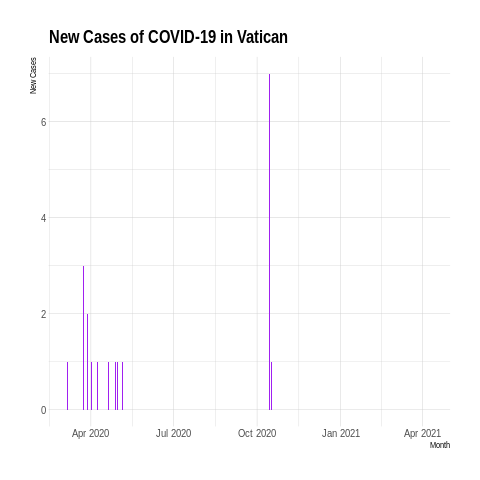 New Cases of COVID-19 in Vatican
New Cases
6
4
2
0
Apr 2020 Jul 2020 Oct 2020 Jan 2021 Apr 2021
Month